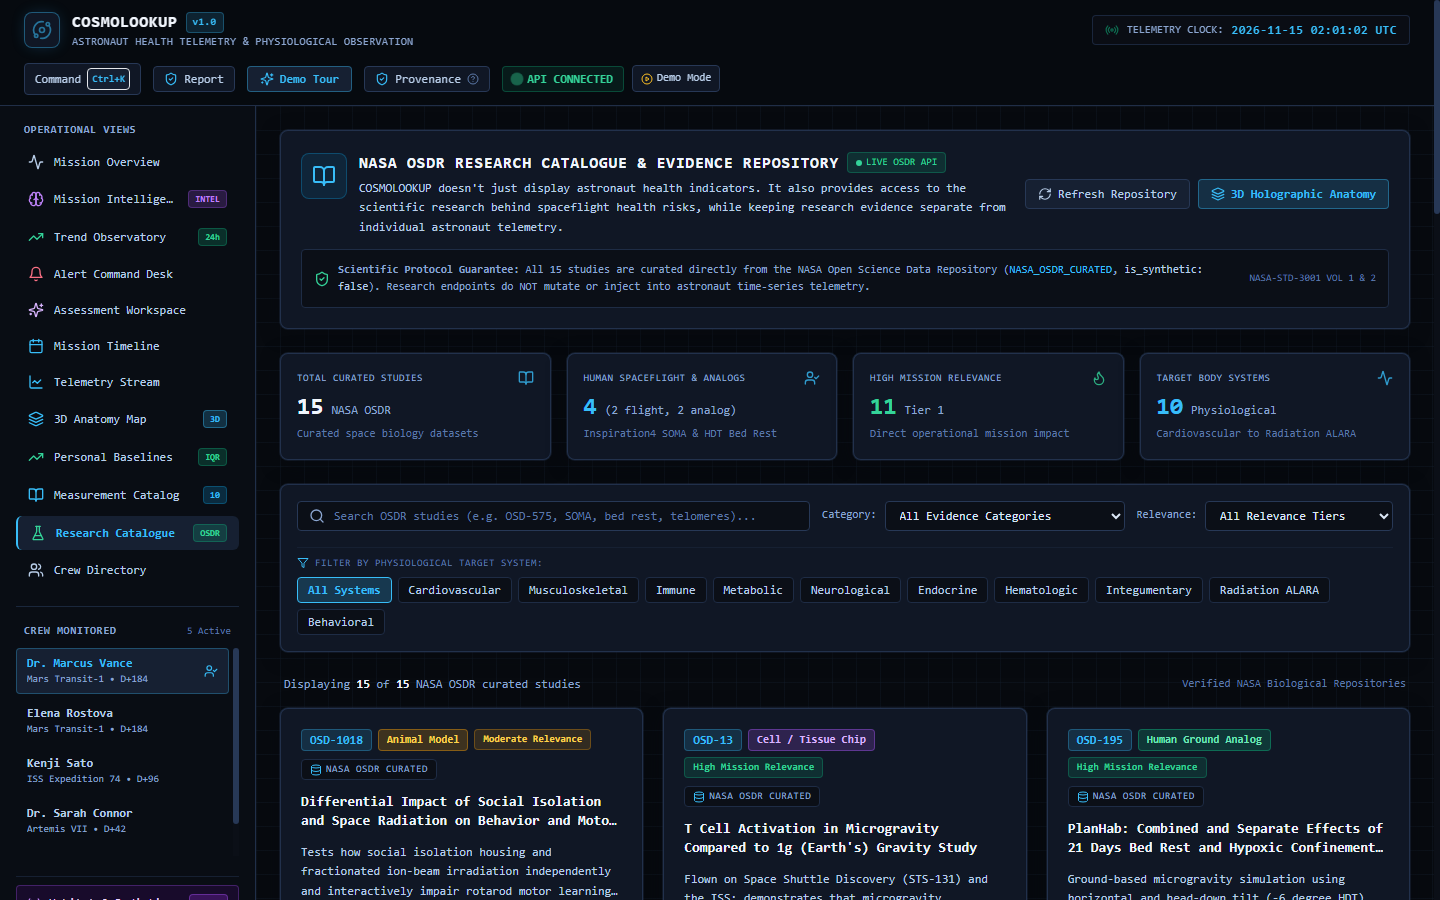 COSMOLOOKUP v1.0
ASTRONAUT HEALTH TELEMETRY & PHYSIOLOGICAL OBSERVATION
TELEMETRY CLOCK: 2026-11-15 02:01:02 UTC
Command Ctrl+K
Report
Demo Tour
Provenance
API CONNECTED
Demo Mode
OPERATIONAL VIEWS
Mission Overview
Mission Intellige… INTEL
Trend Observatory 24h
Alert Command Desk
Assessment Workspace
Mission Timeline
Telemetry Stream
3D Anatomy Map 3D
Personal Baselines IQR
Measurement Catalog 10
Research Catalogue OSDR
Crew Directory
CREW MONITORED 5 Active
Dr. Marcus Vance
Mars Transit-1 • D+184
Elena Rostova
Mars Transit-1 • D+184
Kenji Sato
ISS Expedition 74 • D+96
Dr. Sarah Connor
Artemis VII • D+42
NASA OSDR RESEARCH CATALOGUE & EVIDENCE REPOSITORY
LIVE OSDR API
COSMOLOOKUP doesn't just display astronaut health indicators. It also provides access to the
scientific research behind spaceflight health risks, while keeping research evidence separate from
individual astronaut telemetry.
Refresh Repository
3D Holographic Anatomy
Scientific Protocol Guarantee: All 15 studies are curated directly from the NASA Open Science Data Repository (NASA_OSDR_CURATED, is_synthetic:
false). Research endpoints do NOT mutate or inject into astronaut time-series telemetry.
NASA-STD-3001 VOL 1 & 2
TOTAL CURATED STUDIES
15 NASA OSDR
Curated space biology datasets
HUMAN SPACEFLIGHT & ANALOGS
4 (2 flight, 2 analog)
Inspiration4 SOMA & HDT Bed Rest
HIGH MISSION RELEVANCE
11 Tier 1
Direct operational mission impact
TARGET BODY SYSTEMS
10 Physiological
Cardiovascular to Radiation ALARA
Search OSDR studies (e.g. OSD-575, SOMA, bed rest, telomeres)...
Category: All Evidence Categories
Relevance: All Relevance Tiers
FILTER BY PHYSIOLOGICAL TARGET SYSTEM:
All Systems
Cardiovascular
Musculoskeletal
Immune
Metabolic
Neurological
Endocrine
Hematologic
Integumentary
Radiation ALARA
Behavioral
Displaying 15 of 15 NASA OSDR curated studies
Verified NASA Biological Repositories
OSD-1018 Animal Model Moderate Relevance
NASA OSDR CURATED
Differential Impact of Social Isolation
and Space Radiation on Behavior and Moto…
Tests how social isolation housing and
fractionated ion-beam irradiation independently
and interactively impair rotarod motor learning…
OSD-13 Cell / Tissue Chip
High Mission Relevance
NASA OSDR CURATED
T Cell Activation in Microgravity
Compared to 1g (Earth's) Gravity Study
Flown on Space Shuttle Discovery (STS-131) and
the ISS; demonstrates that microgravity
OSD-195 Human Ground Analog
High Mission Relevance
NASA OSDR CURATED
PlanHab: Combined and Separate Effects of
21 Days Bed Rest and Hypoxic Confinement…
Ground-based microgravity simulation using
horizontal and head-down tilt (-6 degree HDT)